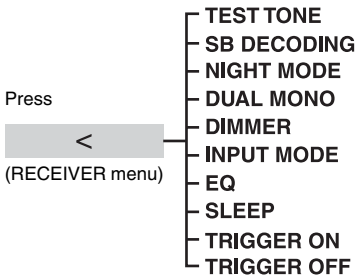 Press
<
(RECEIVER menu)
TEST TONE
SB DECODING
NIGHT MODE
DUAL MONO
DIMMER
INPUT MODE
EQ
SLEEP
TRIGGER ON
TRIGGER OFF